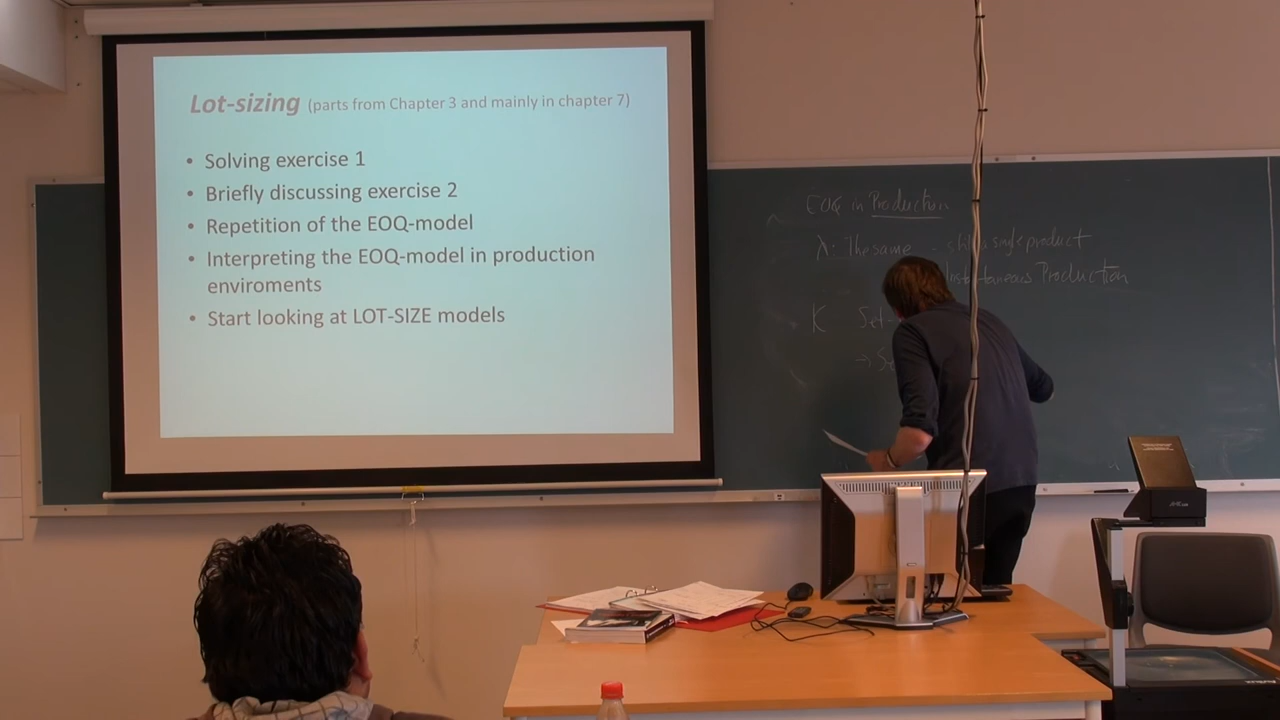 Lot-sizing (parts from Chapter 3 and mainly in chapter 7)
• Solving exercise 1
• Briefly discussing exercise 2
• Repetition of the EOQ-model
• Interpreting the EOQ-model in production
enviroments
• Start looking at LOT-SIZE models
EOQ in Production
λ: The same - a single product
Instantaneous Production
K Set-
→ S